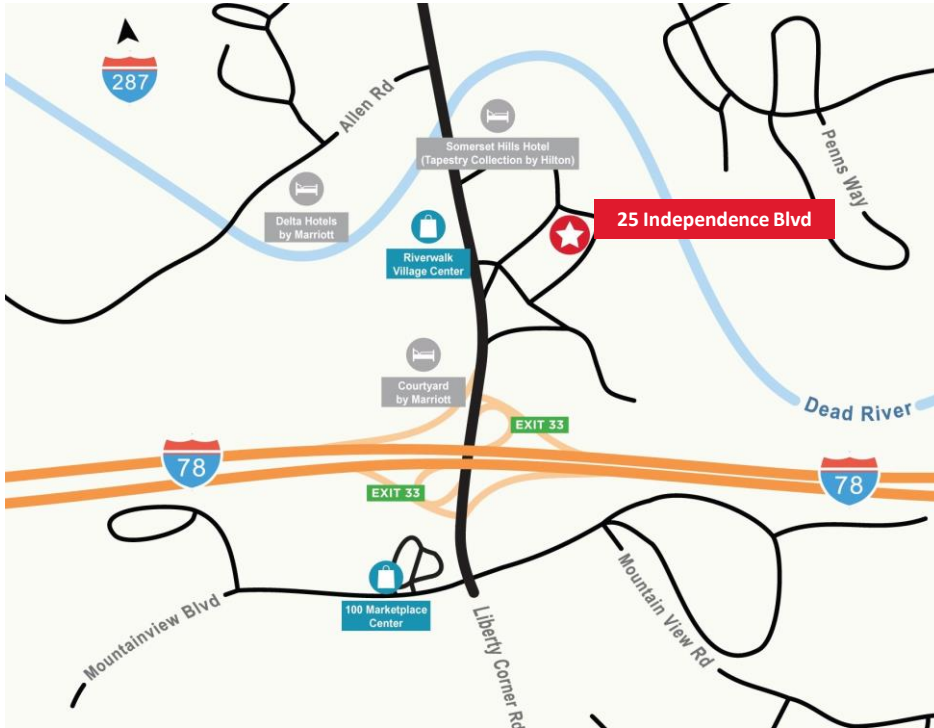 287
Allen Rd
Somerset Hills Hotel
(Tapestry Collection by Hilton)
Penns Way
Delta Hotels
by Marriott
25 Independence Blvd
Riverwalk
Village Center
Courtyard
by Marriott
Dead River
EXIT 33
78
78
EXIT 33
100 Marketplace
Center
Mountainview Blvd
Liberty Corner Rd
Mountain View Rd